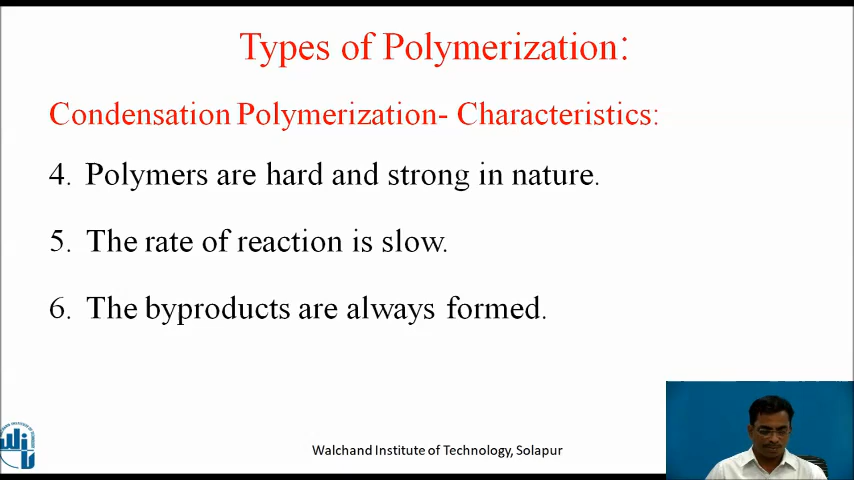 Types of Polymerization:
Condensation Polymerization- Characteristics:
4. Polymers are hard and strong in nature.
5. The rate of reaction is slow.
6. The byproducts are always formed.
Walchand Institute of Technology, Solapur